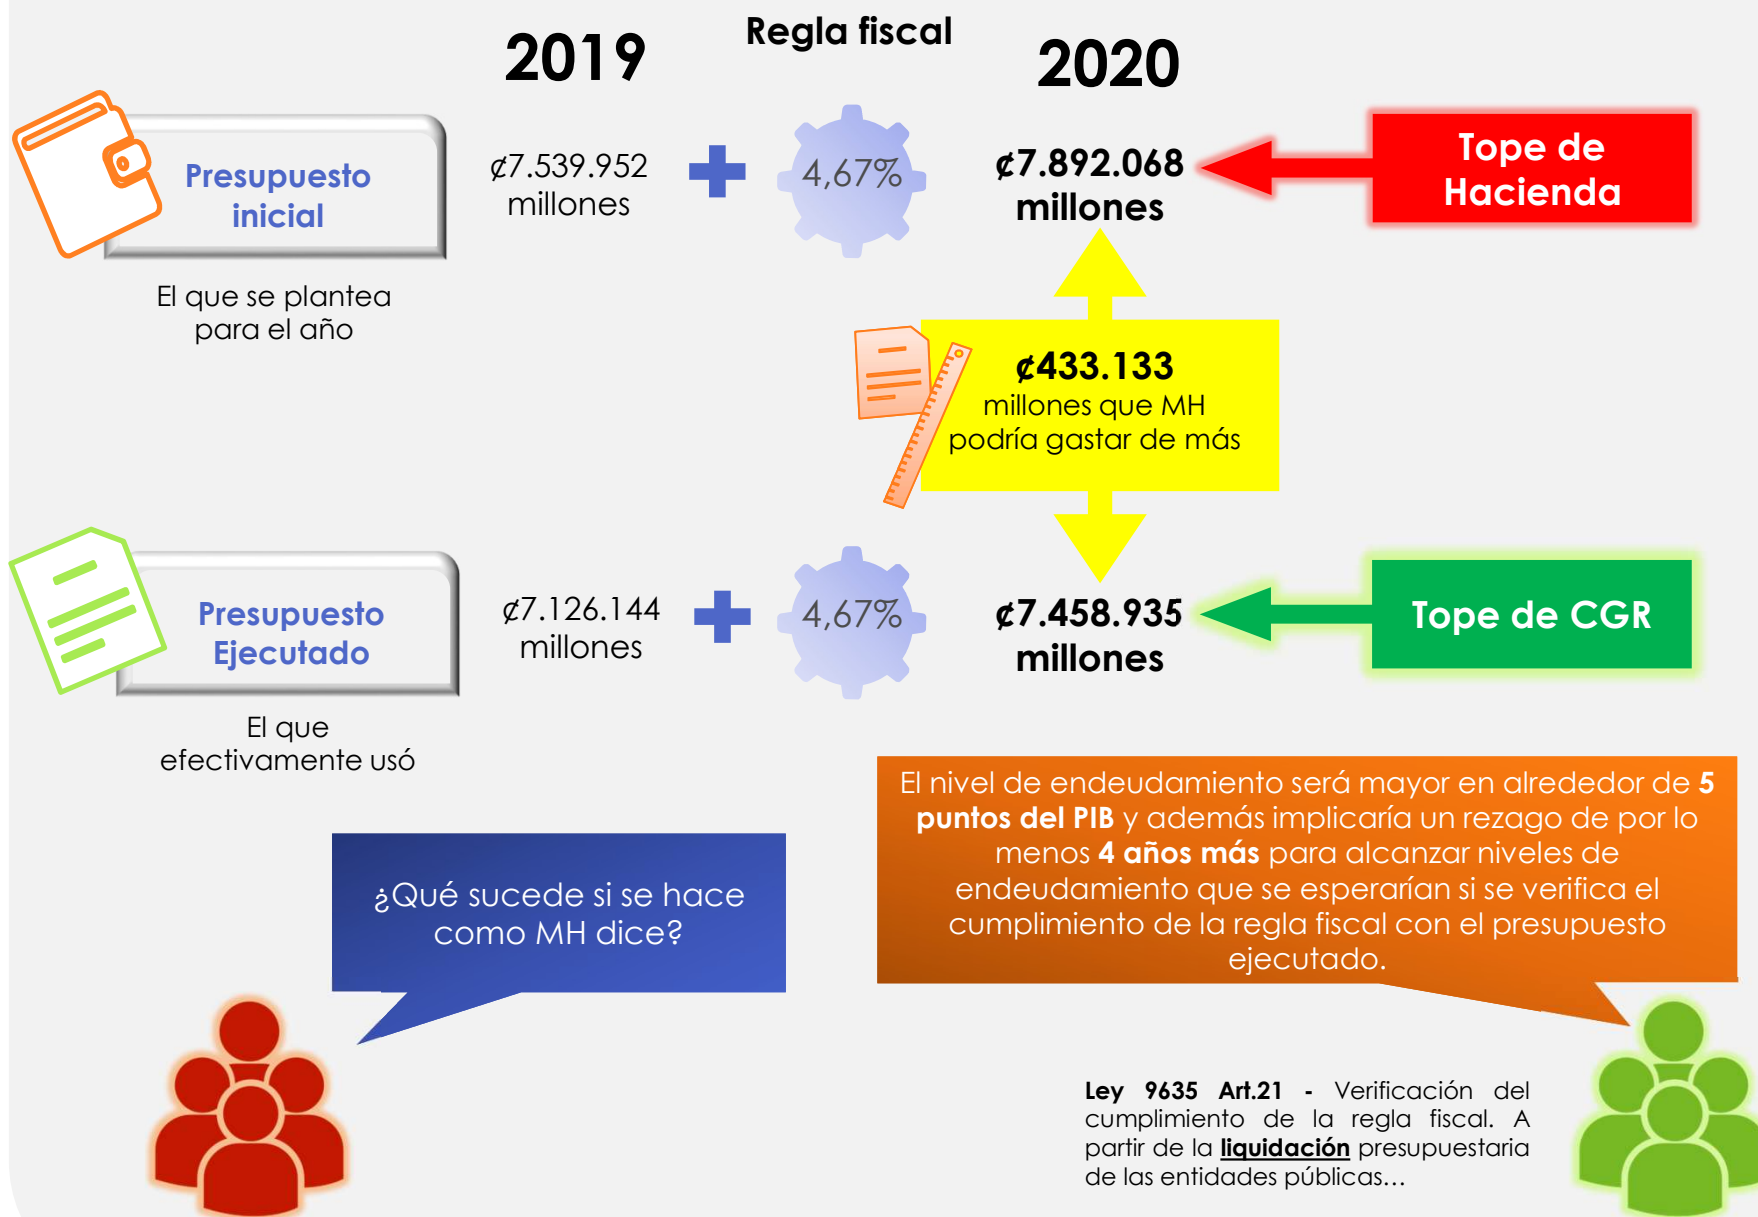 Regla fiscal
2019
2020
Presupuesto
inicial
¢7.539.952
millones
4,67%
¢7.892.068
millones
Tope de
Hacienda
El que se plantea
para el año
¢433.133
millones que MH
podría gastar de más
Presupuesto
Ejecutado
¢7.126.144
millones
4,67%
¢7.458.935
millones
Tope de CGR
El que
efectivamente usó
¿Qué sucede si se hace
como MH dice?
El nivel de endeudamiento será mayor en alrededor de 5
puntos del PIB y además implicaría un rezago de por lo
menos 4 años más para alcanzar niveles de
endeudamiento que se esperarían si se verifica el
cumplimiento de la regla fiscal con el presupuesto
ejecutado.
Ley 9635 Art.21 - Verificación del
cumplimiento de la regla fiscal. A
partir de la liquidación presupuestaria
de las entidades públicas…